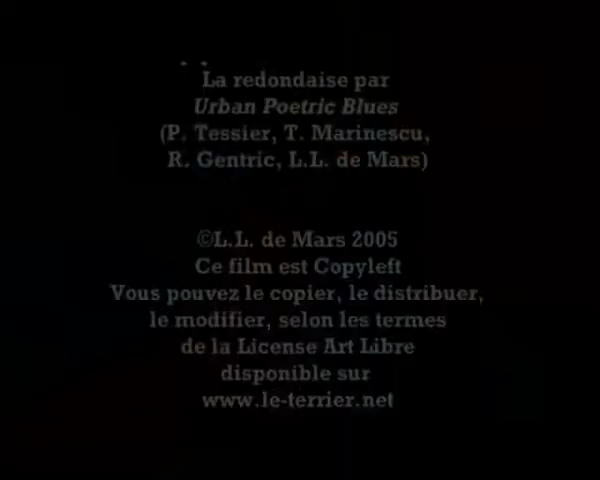 La redondaise par
Urban Poetric Blues
(P. Tessier, T. Marinescu,
R. Gentric, L.L. de Mars)
©L.L. de Mars 2005
Ce film est Copyleft
Vous pouvez le copier, le distribuer,
le modifier, selon les termes
de la License Art Libre
disponible sur
www.le-terrier.net